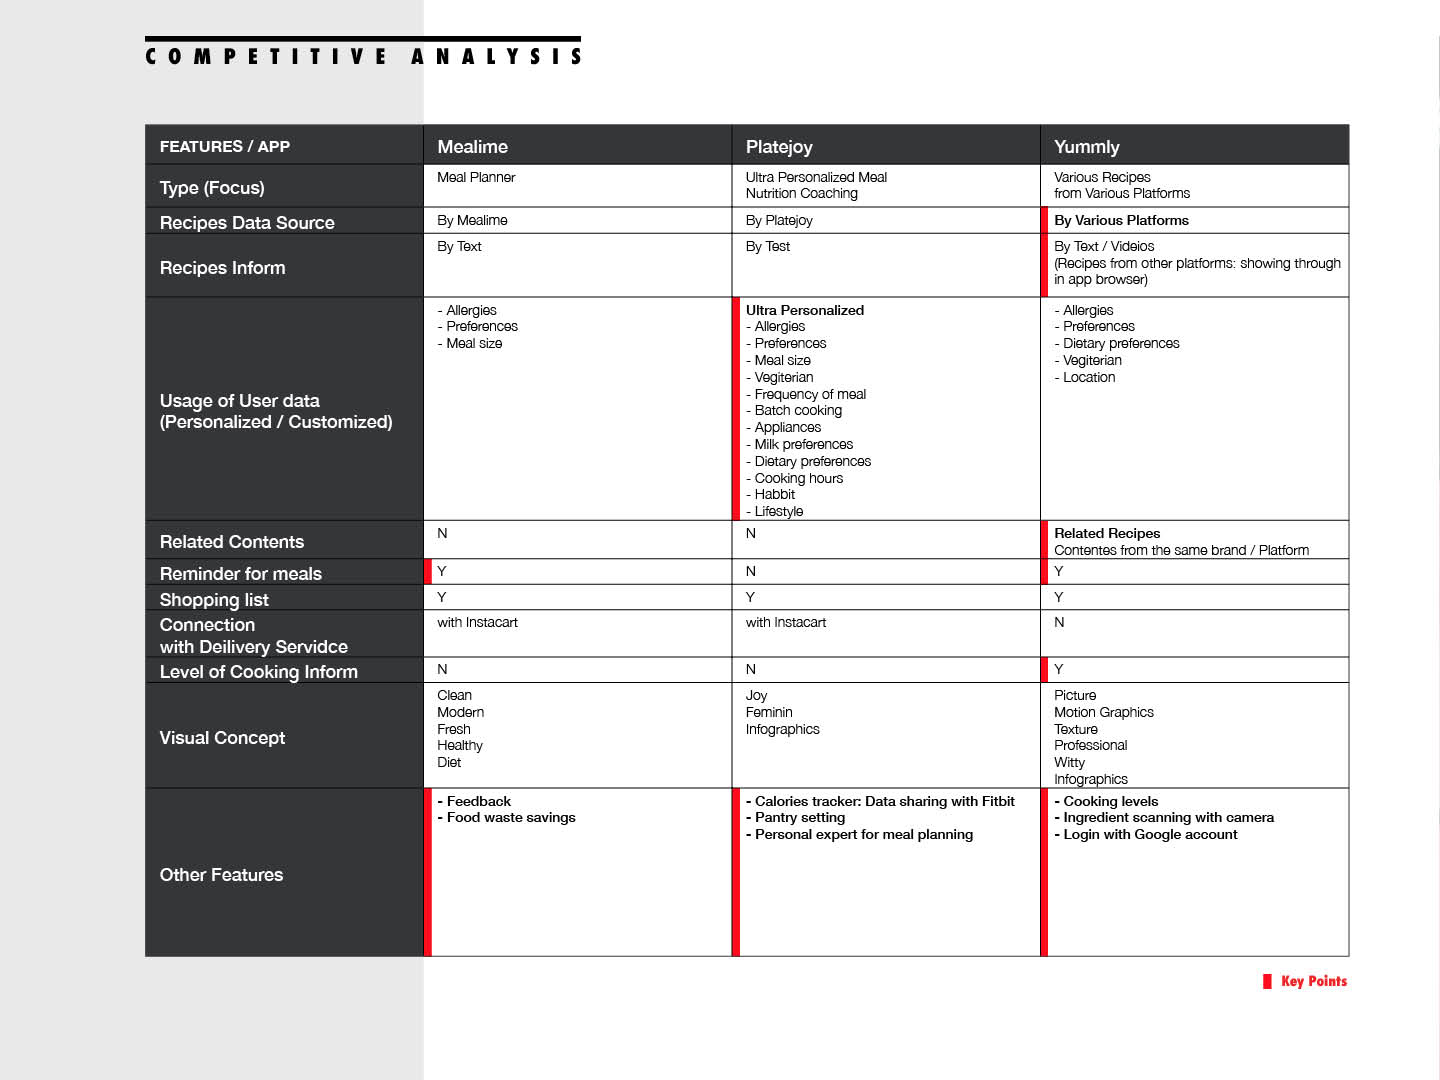 COMPETITIVE ANALYSIS
FEATURES / APP
Mealime
Platejoy
Yummly
Type (Focus)
Meal Planner
Ultra Personalized Meal
Nutrition Coaching
Various Recipes
from Various Platforms
Recipes Data Source
By Mealime
By Platejoy
By Various Platforms
Recipes Inform
By Text
By Test
By Text / Videios
(Recipes from other platforms: showing through
in app browser)
Usage of User data
(Personalized / Customized)
- Allergies
- Preferences
- Meal size
Ultra Personalized
- Allergies
- Preferences
- Meal size
- Vegiterian
- Frequency of meal
- Batch cooking
- Appliances
- Milk preferences
- Dietary preferences
- Cooking hours
- Habbit
- Lifestyle
- Allergies
- Preferences
- Dietary preferences
- Vegiterian
- Location
Related Contents
N
N
Related Recipes
Contentes from the same brand / Platform
Reminder for meals
Y
N
Y
Shopping list
Y
Y
Y
Connection
with Deilivery Servidce
with Instacart
with Instacart
N
Level of Cooking Inform
N
N
Y
Visual Concept
Clean
Modern
Fresh
Healthy
Diet
Joy
Feminin
Infographics
Picture
Motion Graphics
Texture
Professional
Witty
Infographics
Other Features
- Feedback
- Food waste savings
- Calories tracker: Data sharing with Fitbit
- Pantry setting
- Personal expert for meal planning
- Cooking levels
- Ingredient scanning with camera
- Login with Google account
Key Points